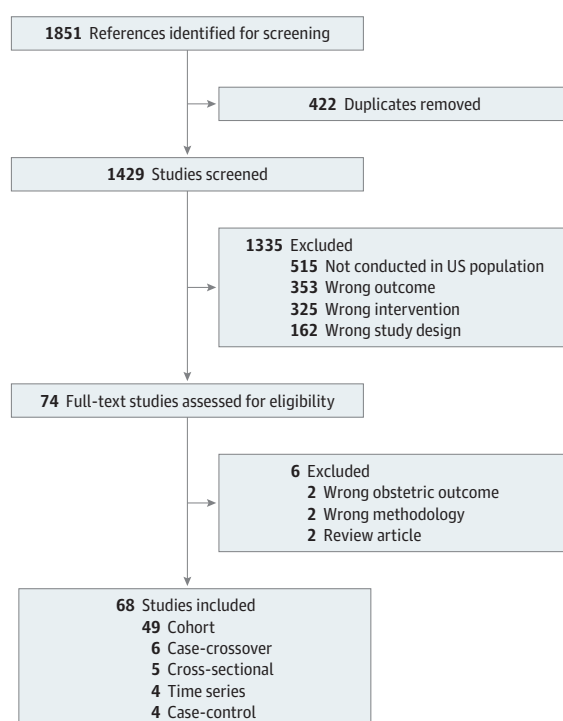 1851 References identified for screening
422 Duplicates removed
1429 Studies screened
1335 Excluded
515 Not conducted in US population
353 Wrong outcome
325 Wrong intervention
162 Wrong study design
74 Full-text studies assessed for eligibility
6 Excluded
2 Wrong obstetric outcome
2 Wrong methodology
2 Review article
68 Studies included
49 Cohort
6 Case-crossover
5 Cross-sectional
4 Time series
4 Case-control